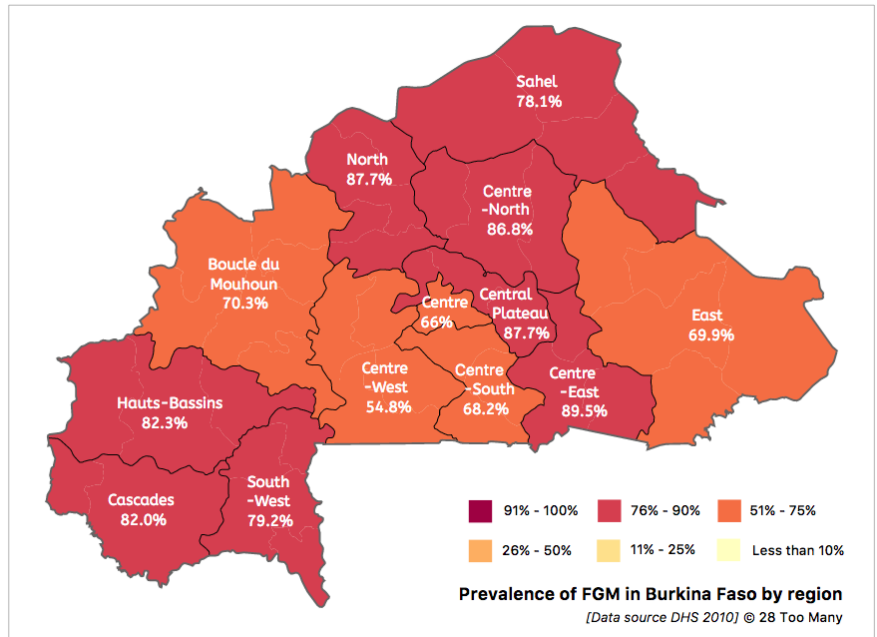 Sahel
78.1%
North
87.7%
Centre
-North
86.8%
Boucle du
Mouhoun
70.3%
Centre
66%
Central
Plateau
87.7%
East
69.9%
Centre
-West
54.8%
Centre
-South
68.2%
Centre
-East
89.5%
Hauts-Bassins
82.3%
Cascades
82.0%
South
-West
79.2%
91% - 100%
76% - 90%
51% - 75%
26% - 50%
11% - 25%
Less than 10%
Prevalence of FGM in Burkina Faso by region
[Data source DHS 2010] © 28 Too Many